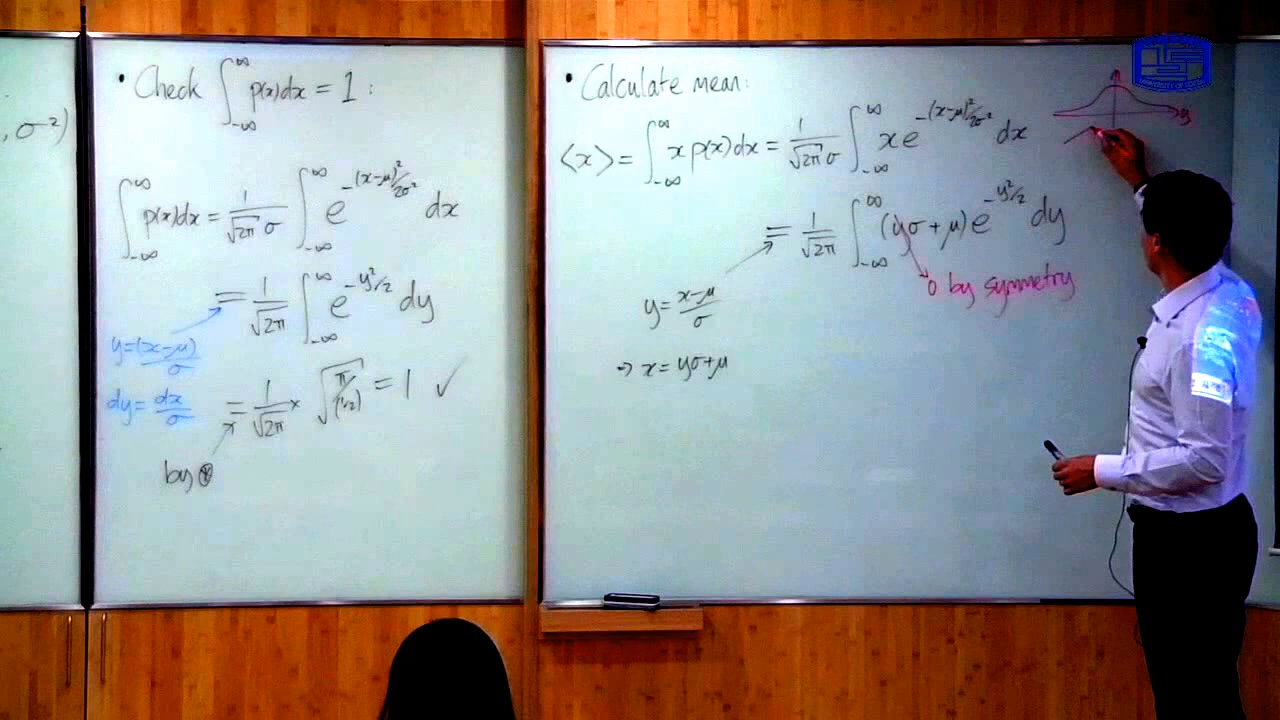 , σ²)
• Check ∫_{-∞}^{∞} p(x)dx = 1 :
∫_{-∞}^{∞} p(x)dx = 1/(√2π σ) ∫_{-∞}^{∞} e^{-(x-μ)²/2σ²} dx
= 1/√2π ∫_{-∞}^{∞} e^{-y²/2} dy
y = (x-μ)/σ
dy = dx/σ
= 1/√2π × √(π/(1/2)) = 1 ✓
by ⊛
• Calculate mean:
⟨x⟩ = ∫_{-∞}^{∞} x p(x)dx = 1/(√2π σ) ∫_{-∞}^{∞} x e^{-(x-μ)²/2σ²} dx
= 1/√2π ∫_{-∞}^{∞} (yσ+μ) e^{-y²/2} dy
0 by symmetry
y = x-μ/σ
→ x = yσ+μ
y